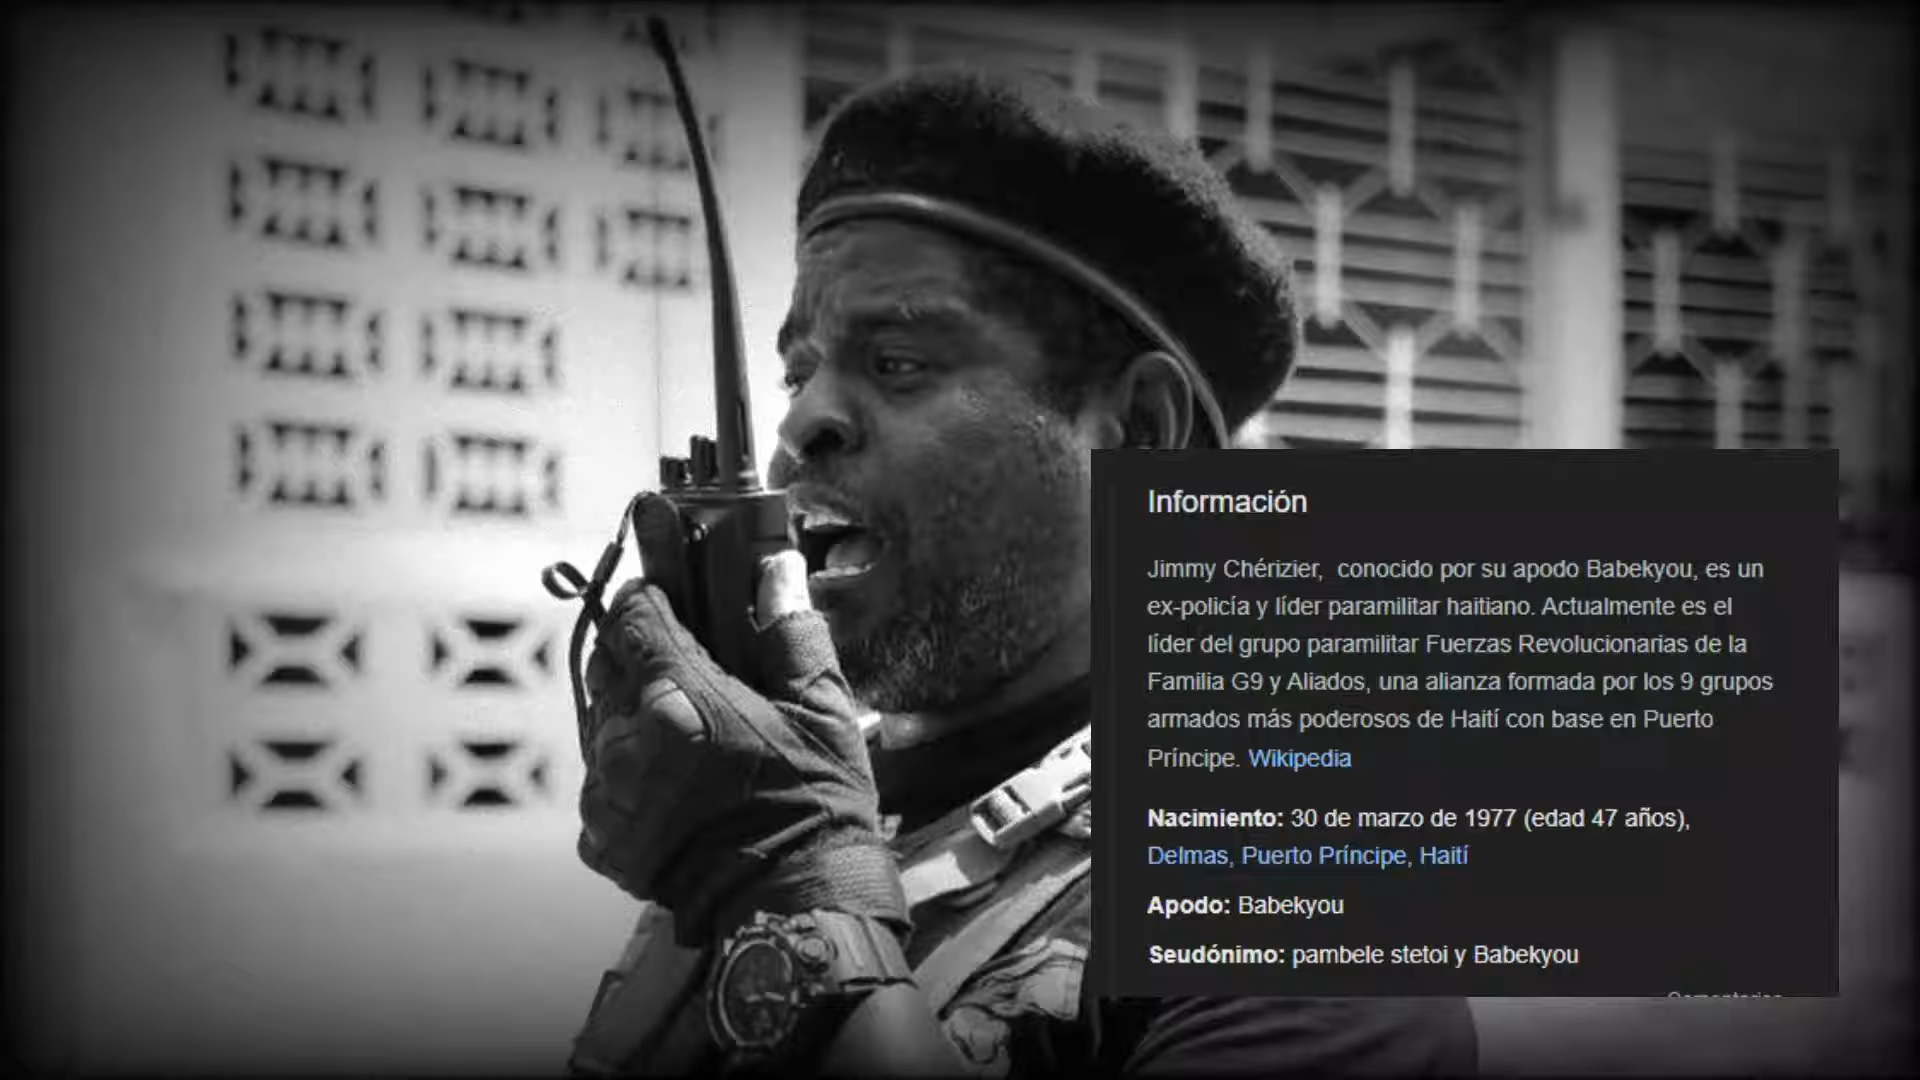 Información
Jimmy Chérizier,  conocido por su apodo Babekyou, es un
ex-policía y líder paramilitar haitiano. Actualmente es el
líder del grupo paramilitar Fuerzas Revolucionarias de la
Familia G9 y Aliados, una alianza formada por los 9 grupos
armados más poderosos de Haití con base en Puerto
Príncipe. Wikipedia
Nacimiento: 30 de marzo de 1977 (edad 47 años),
Delmas, Puerto Príncipe, Haití
Apodo: Babekyou
Seudónimo: pambele stetoi y Babekyou